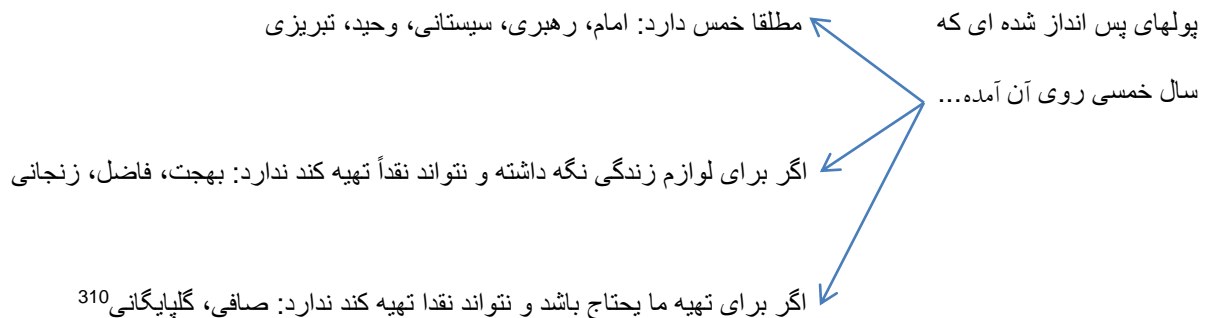 پولهای پس انداز شده ای که
سال خمسی روی آن آمده...
مطلقا خمس دارد: امام، رهبری، سیستانی، وحید، تبریزی
اگر برای لوازم زندگی نگه داشته و نتواند نقداً تهیه کند ندارد: بهجت، فاضل، زنجانی
اگر برای تهیه ما یحتاج باشد و نتواند نقدا تهیه کند ندارد: صافی، گلپایگانی310